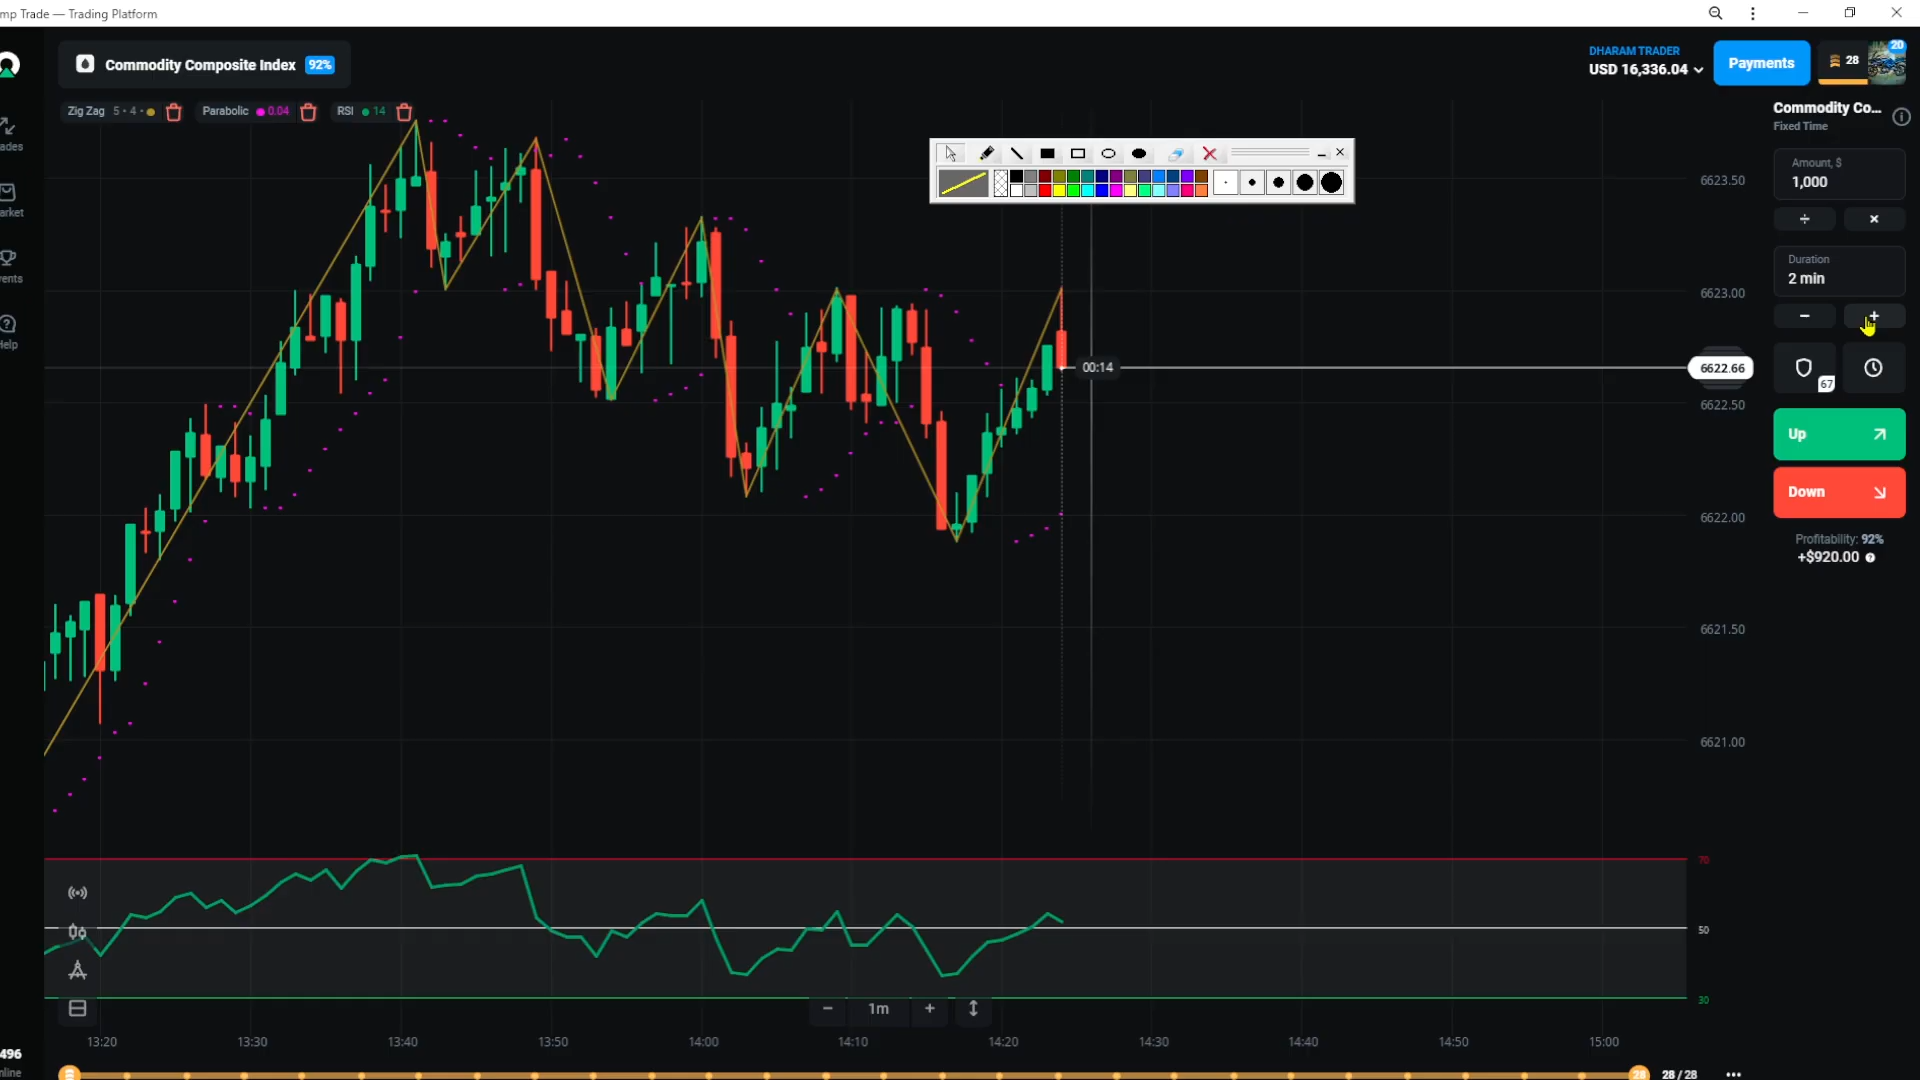 mp Trade — Trading Platform
Commodity Composite Index 92%
DHARAM TRADER
USD 16,336.04
Payments
28
20
Zig Zag 5 • 4 •
Parabolic 0.04
RSI 14
Commodity Co...
Fixed Time
Amount, $
1,000
÷ ×
Duration
2 min
− +
67
Up
Down
Profitability: 92%
+$920.00
ades
arket
ents
Help
6623.50
6623.00
6622.66
6622.50
6622.00
6621.50
6621.00
00:14
70
50
30
− 1m +
13:20 13:30 13:40 13:50 14:00 14:10 14:20 14:30 14:40 14:50 15:00
496
nline
28
28 / 28